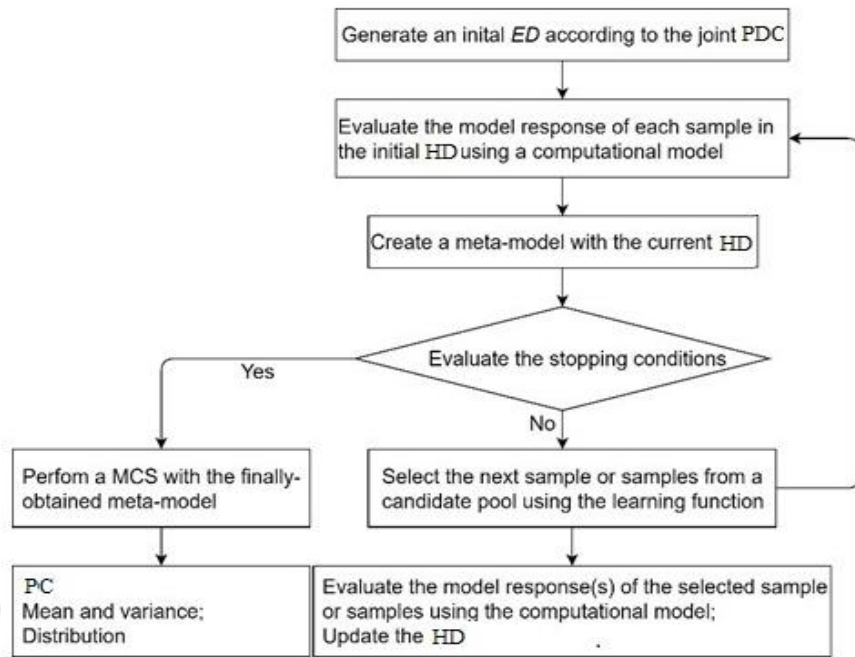 Generate an inital ED according to the joint PDC
Evaluate the model response of each sample in
the initial HD using a computational model
Create a meta-model with the current HD
Evaluate the stopping conditions
Yes
No
Perfom a MCS with the finally-
obtained meta-model
Select the next sample or samples from a
candidate pool using the learning function
PC
Mean and variance;
Distribution
Evaluate the model response(s) of the selected sample
or samples using the computational model;
Update the HD .